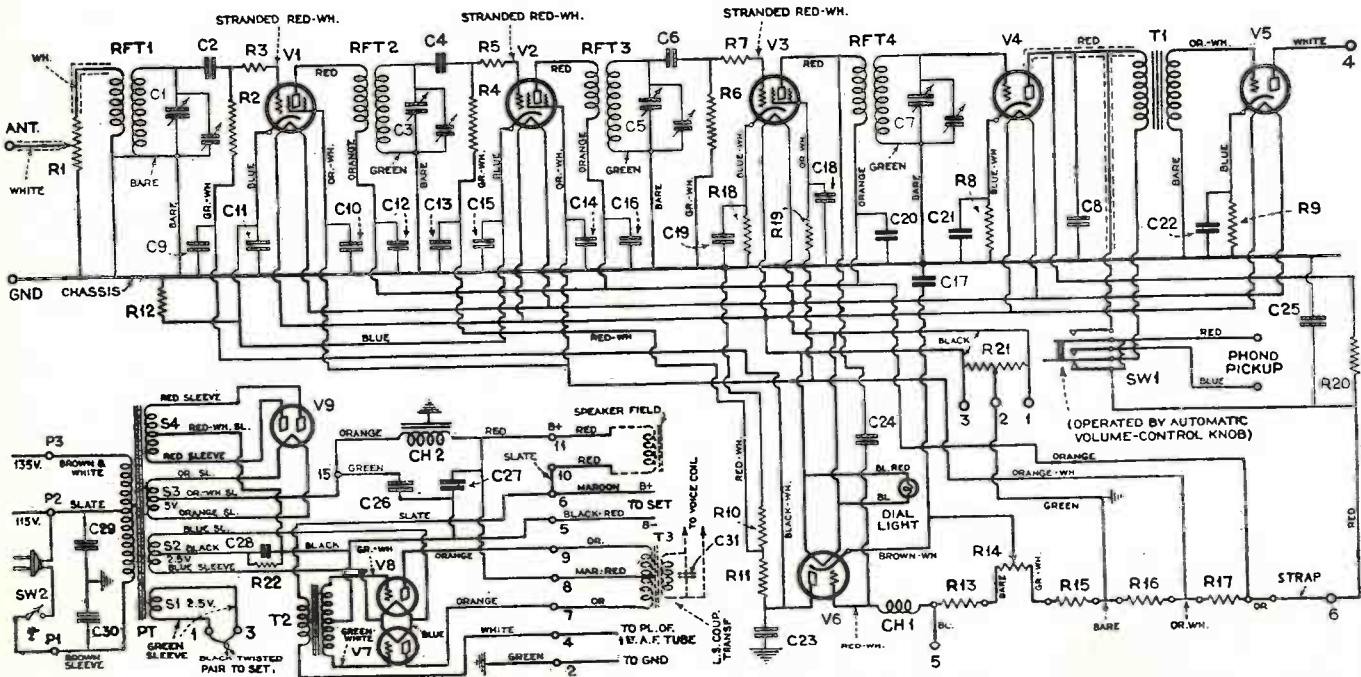 STRANDED RED-WH.
STRANDED RED-WH.
STRANDED RED-WH.
RFT1
C2
R3
V1
RFT2
C4
R5
V2
RFT3
C6
R7
V3
RFT4
V4
T1
V5
WH.
RED
RED
RED
RED
OR.-WH.
WHITE
4
C1
R2
C3
R4
C5
R6
C7
ANT.
WHITE
R1
BARE
BARE
GR.-WH
BLUE
OR.-WH.
ORANGE
GREEN
BARE
GR.-WH
BLUE
OR.-WH.
ORANGE
GREEN
BARE
GR.-WH
BLUE-WH
OR.WH
ORANGE
GREEN
BARE
BLUE-WH
R8
C8
BARE
BLUE
R9
C9
C11
C10
C12
C13
C15
C14
C16
C19
R18
R19
C18
C20
C21
C22
GND
CHASSIS
R12
C17
C25
BLUE
RED-WH
BLACK
R21
3
2
1
SW1
RED
BLUE
PHONO PICKUP
R20
(OPERATED BY AUTOMATIC
VOLUME-CONTROL KNOB)
P3
135V.
BROWN &
WHITE
P2
115V.
SLATE
C29
SW2
P1
C30
BROWN
SLEEVE
PT
RED SLEEVE
S4
RED-WH. SL.
RED SLEEVE
OR. SL.
S3
OR.-WH SL.
5V
ORANGE SL.
BLUE SL.
S2
BLACK
2.5V.
BLUE SLEEVE
S1
2.5V.
1
3
GREEN
SLEEVE
BLACK TWISTED
PAIR TO SET.
V9
C28
R22
15
ORANGE
CH 2
RED
GREEN
C26
C27
SLATE
BLACK
GR.-WH
V8
ORANGE
T2
GREEN-
WHITE
V7
BLUE
ORANGE
WHITE
GREEN
SPEAKER FIELD
B+
11
RED
SLATE
RED
10
6
MAROON
B+
TO SET
BLACK-RED
5
B-
OR.
9
MAR.-RED
8
OR
7
T3
TO VOICE COIL
C31
L.S. COUP.
TRANSF.
4
TO PL. OF
1ST. A.F. TUBE
2
TO GND
RED-WH
R10
R11
C23
BLACK-WH.
C24
BL.RED
BL
DIAL
LIGHT
BROWN-WH
V6
RED-WH.
CH1
BL.
5
R13
R14
BARE
GR.-WH.
R15
R16
R17
BARE
OR.WH.
OR
STRAP
6
ORANGE
ORANGE-WH
GREEN
RED